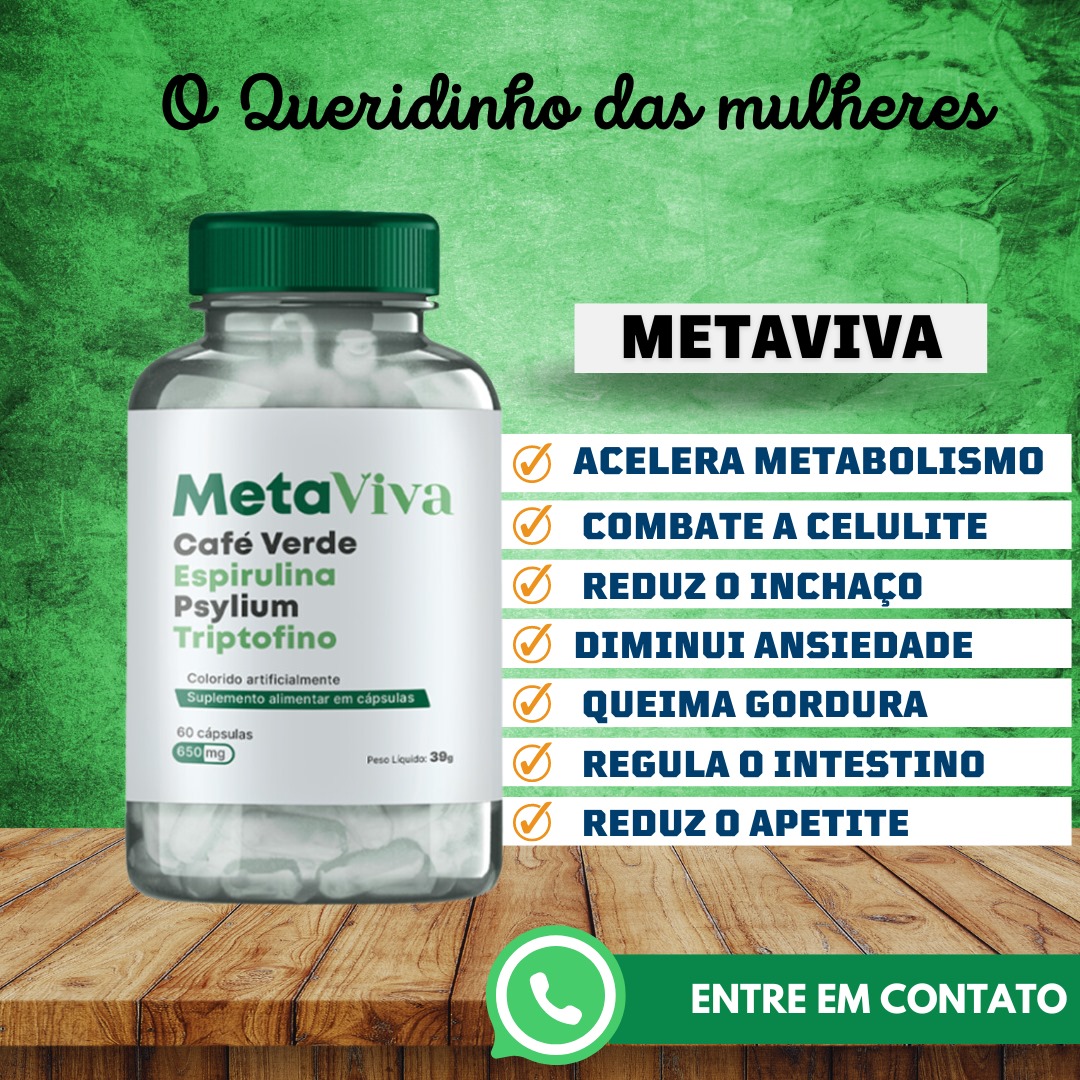 O Queridinho das mulheres
METAVIVA
MetaViva
Café Verde
Espirulina
Psylium
Triptofino
Colorido artificialmente
Suplemento alimentar em cápsulas
60 cápsulas
650 mg
Peso Líquido: 39g
ACELERA METABOLISMO
COMBATE A CELULITE
REDUZ O INCHAÇO
DIMINUI ANSIEDADE
QUEIMA GORDURA
REGULA O INTESTINO
REDUZ O APETITE
ENTRE EM CONTATO